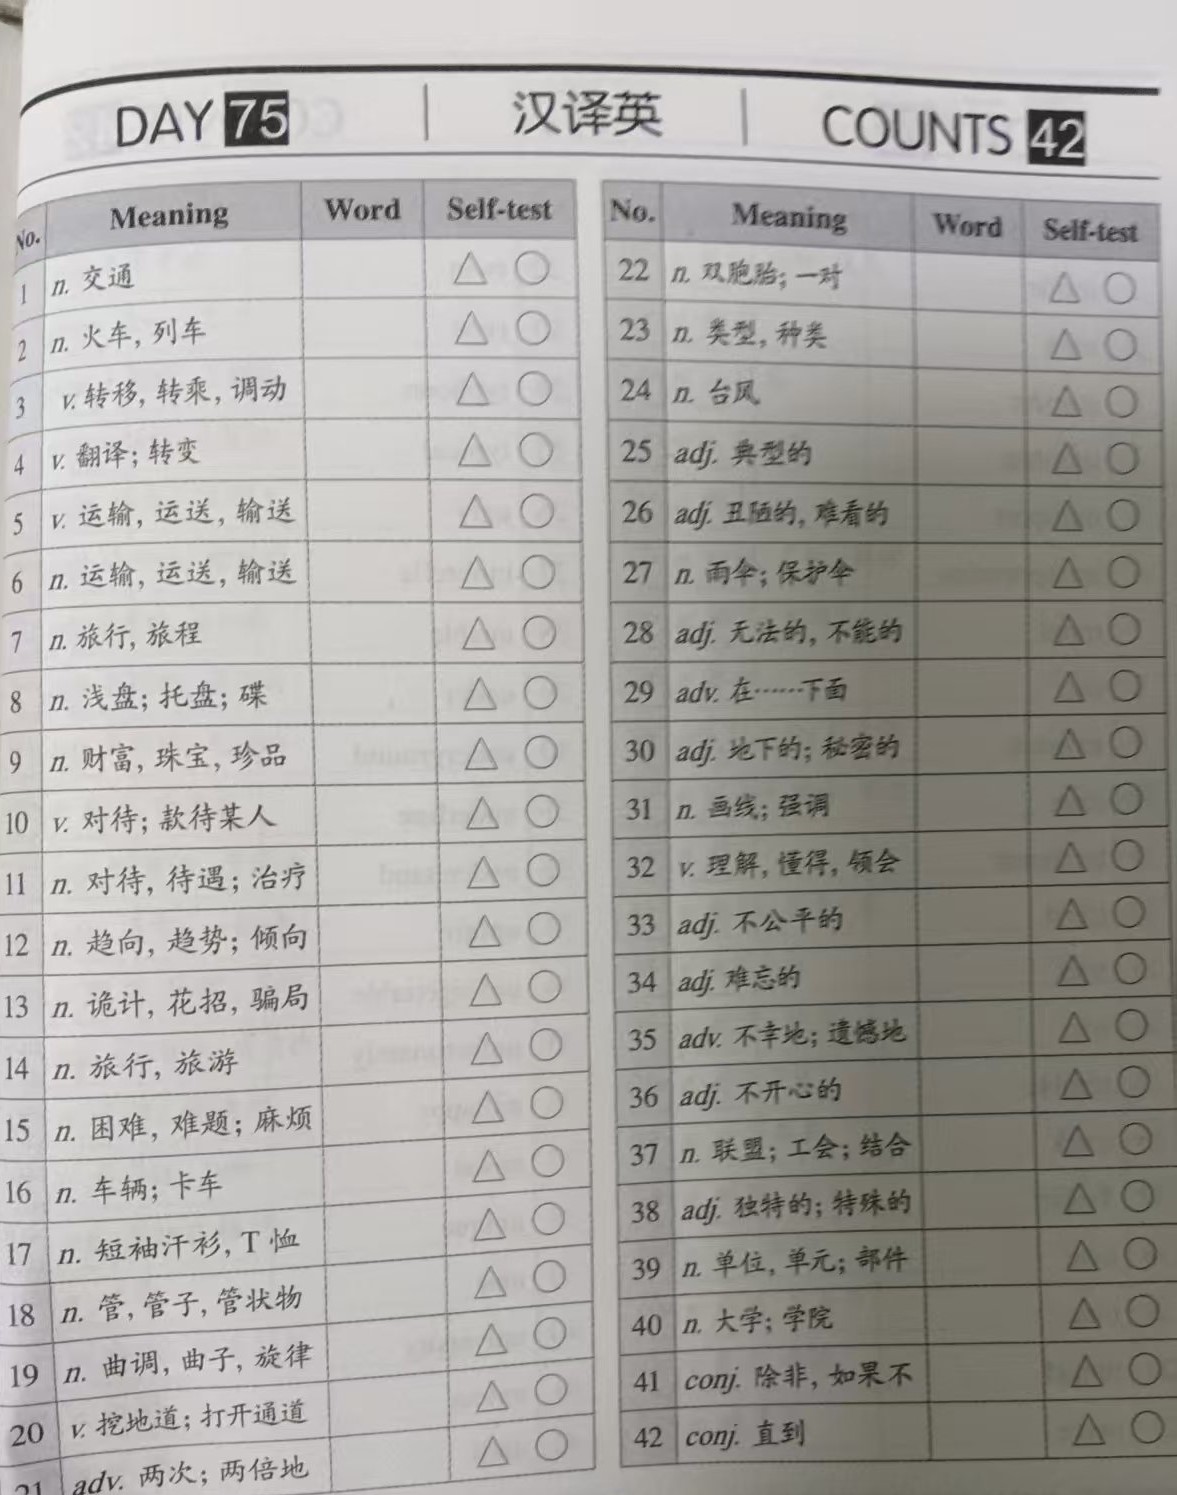 DAY 75 汉译英 COUNTS 42
No. Meaning Word Self-test
1 n. 交通 △ ○
2 n. 火车, 列车 △ ○
3 v. 转移, 转乘, 调动 △ ○
4 v. 翻译; 转变 △ ○
5 v. 运输, 运送, 输送 △ ○
6 n. 运输, 运送, 输送 △ ○
7 n. 旅行, 旅程 △ ○
8 n. 浅盘; 托盘; 碟 △ ○
9 n. 财富, 珠宝, 珍品 △ ○
10 v. 对待; 款待某人 △ ○
11 n. 对待, 待遇; 治疗 △ ○
12 n. 趋向, 趋势; 倾向 △ ○
13 n. 诡计, 花招, 骗局 △ ○
14 n. 旅行, 旅游 △ ○
15 n. 困难, 难题; 麻烦 △ ○
16 n. 车辆; 卡车 △ ○
17 n. 短袖汗衫, T 恤 △ ○
18 n. 管, 管子, 管状物 △ ○
19 n. 曲调, 曲子, 旋律 △ ○
20 v. 挖地道; 打开通道 △ ○
21 adv. 两次; 两倍地 △ ○
No. Meaning Word Self-test
22 n. 双胞胎; 一对 △ ○
23 n. 类型, 种类 △ ○
24 n. 台风 △ ○
25 adj. 典型的 △ ○
26 adj. 丑陋的, 难看的 △ ○
27 n. 雨伞; 保护伞 △ ○
28 adj. 无法的, 不能的 △ ○
29 adv. 在……下面 △ ○
30 adj. 地下的; 秘密的 △ ○
31 n. 画线; 强调 △ ○
32 v. 理解, 懂得, 领会 △ ○
33 adj. 不公平的 △ ○
34 adj. 难忘的 △ ○
35 adv. 不幸地; 遗憾地 △ ○
36 adj. 不开心的 △ ○
37 n. 联盟; 工会; 结合 △ ○
38 adj. 独特的; 特殊的 △ ○
39 n. 单位, 单元; 部件 △ ○
40 n. 大学; 学院 △ ○
41 conj. 除非, 如果不 △ ○
42 conj. 直到 △ ○